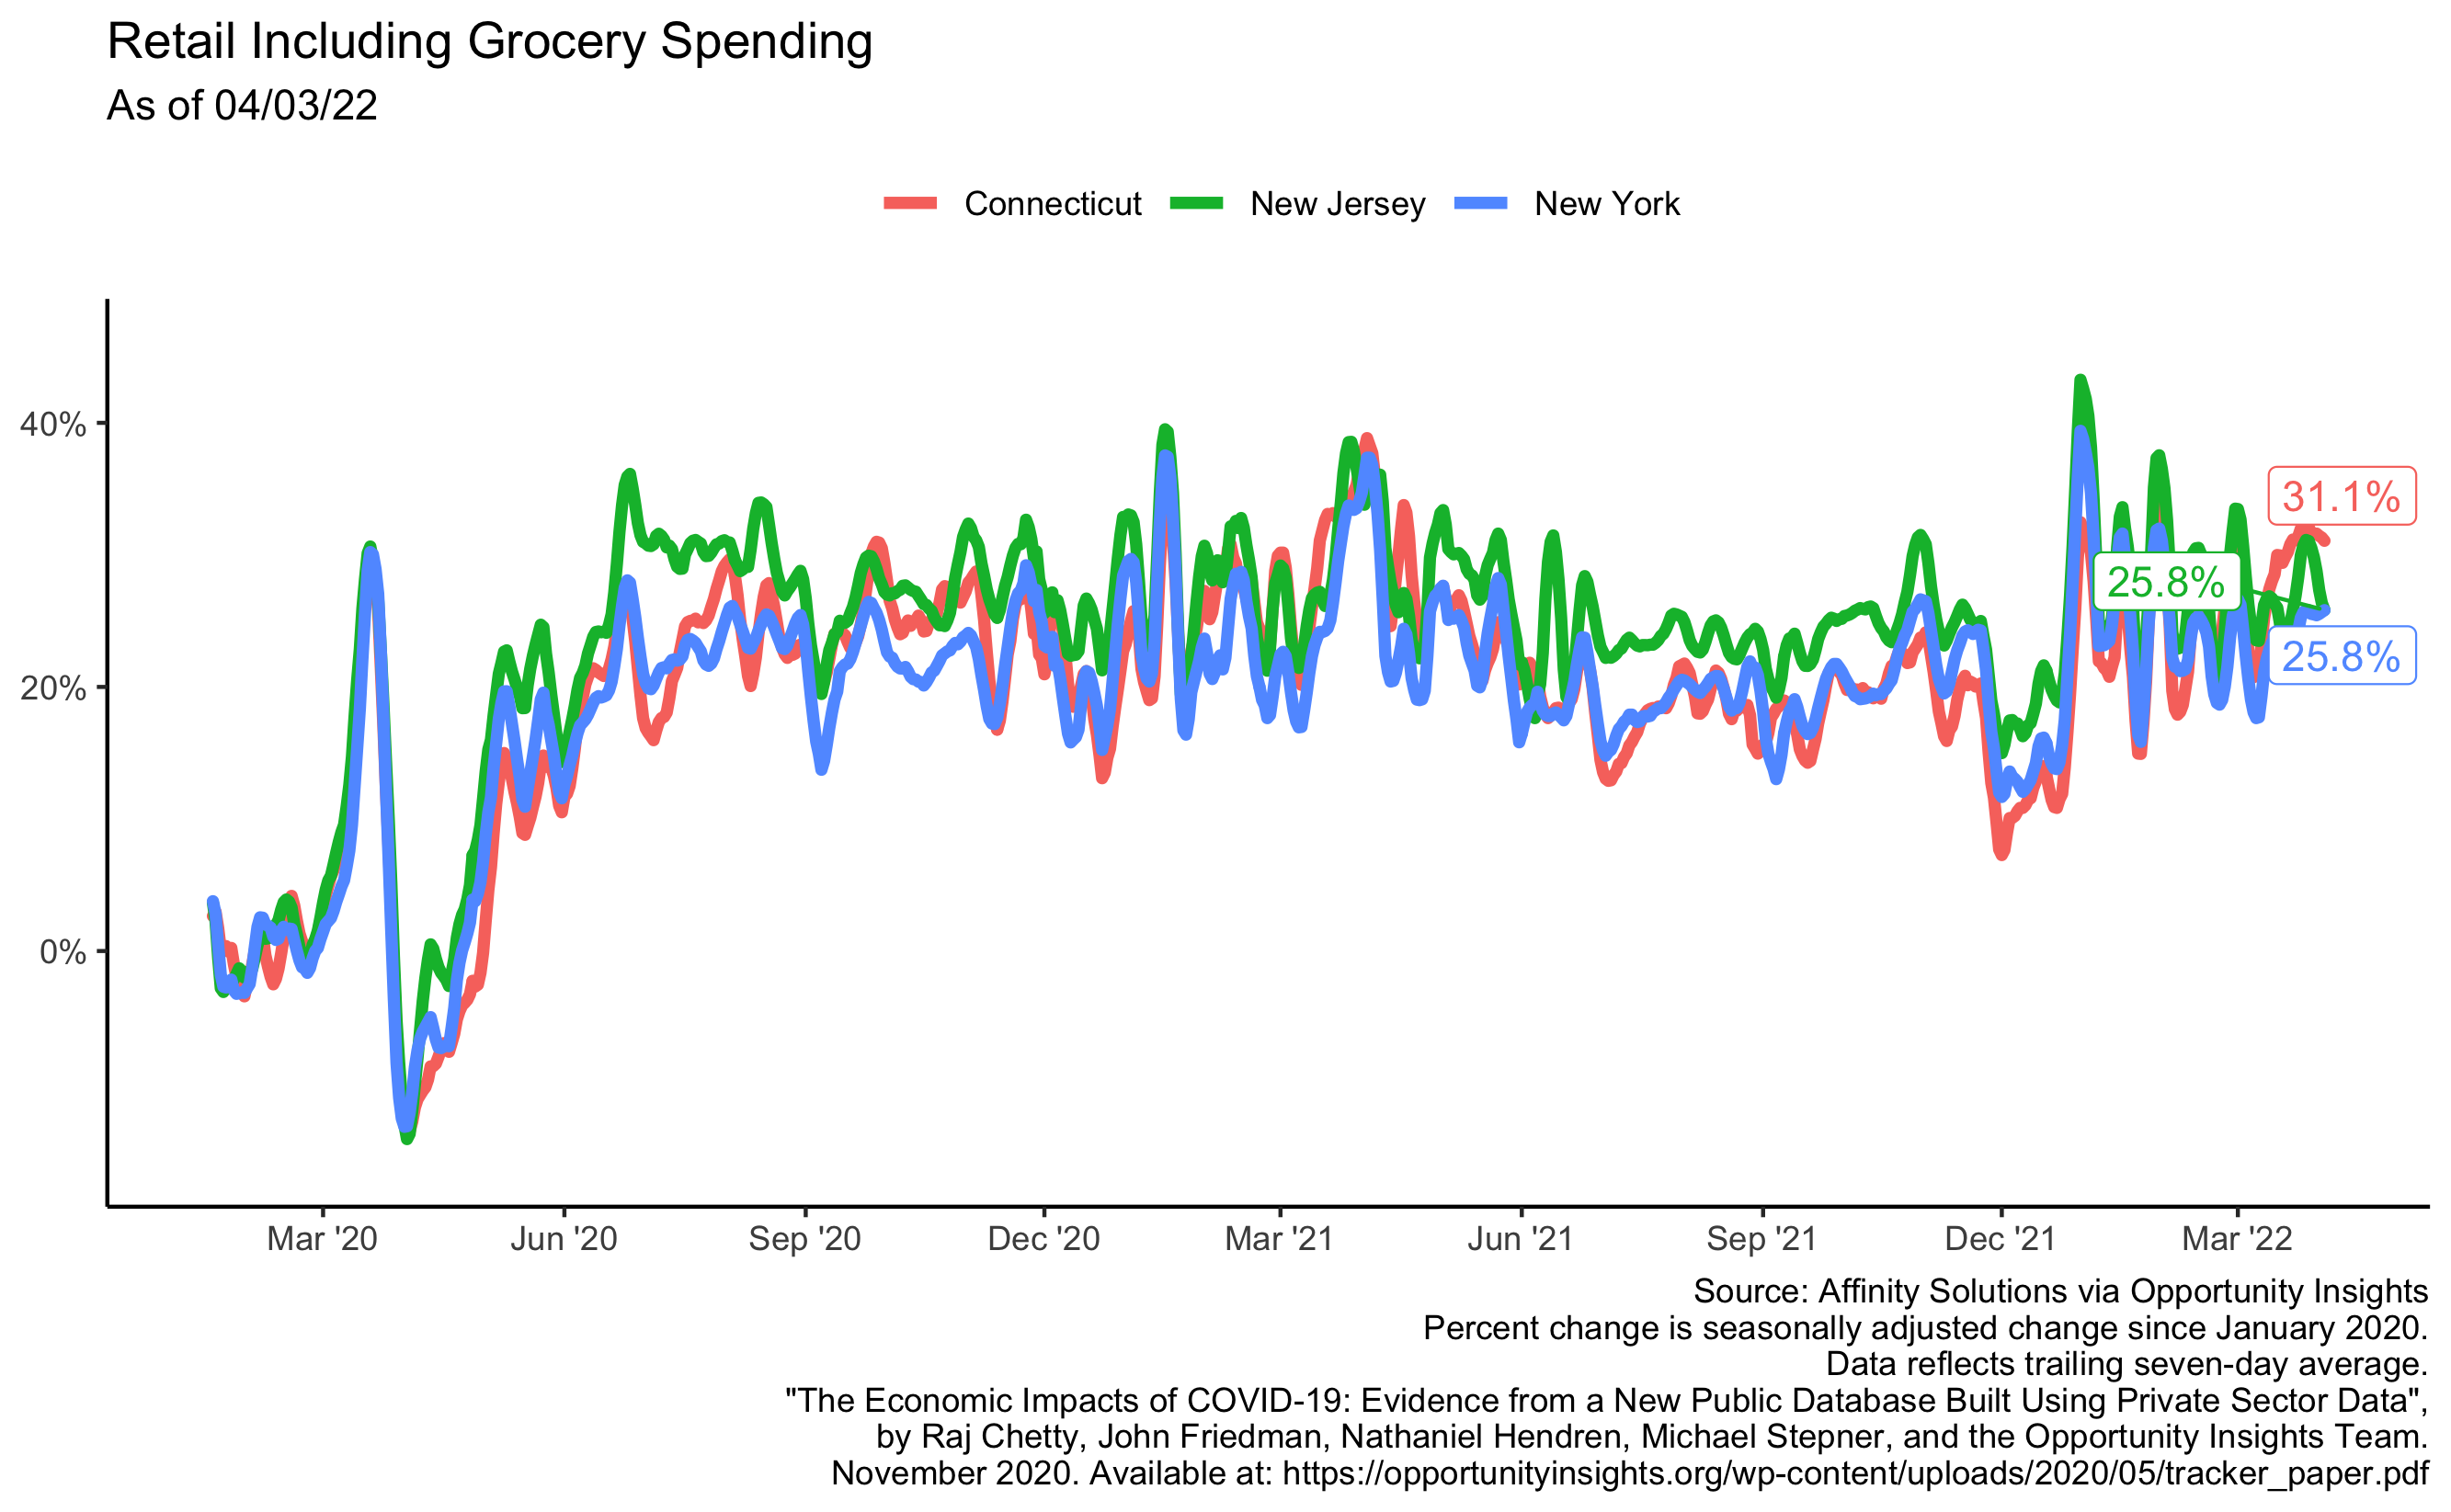 Retail Including Grocery Spending
As of 04/03/22
Connecticut New Jersey New York
40%
20%
0%
31.1%
25.8%
25.8%
Mar '20 Jun '20 Sep '20 Dec '20 Mar '21 Jun '21 Sep '21 Dec '21 Mar '22
Source: Affinity Solutions via Opportunity Insights
Percent change is seasonally adjusted change since January 2020.
Data reflects trailing seven-day average.
"The Economic Impacts of COVID-19: Evidence from a New Public Database Built Using Private Sector Data",
by Raj Chetty, John Friedman, Nathaniel Hendren, Michael Stepner, and the Opportunity Insights Team.
November 2020. Available at: https://opportunityinsights.org/wp-content/uploads/2020/05/tracker_paper.pdf